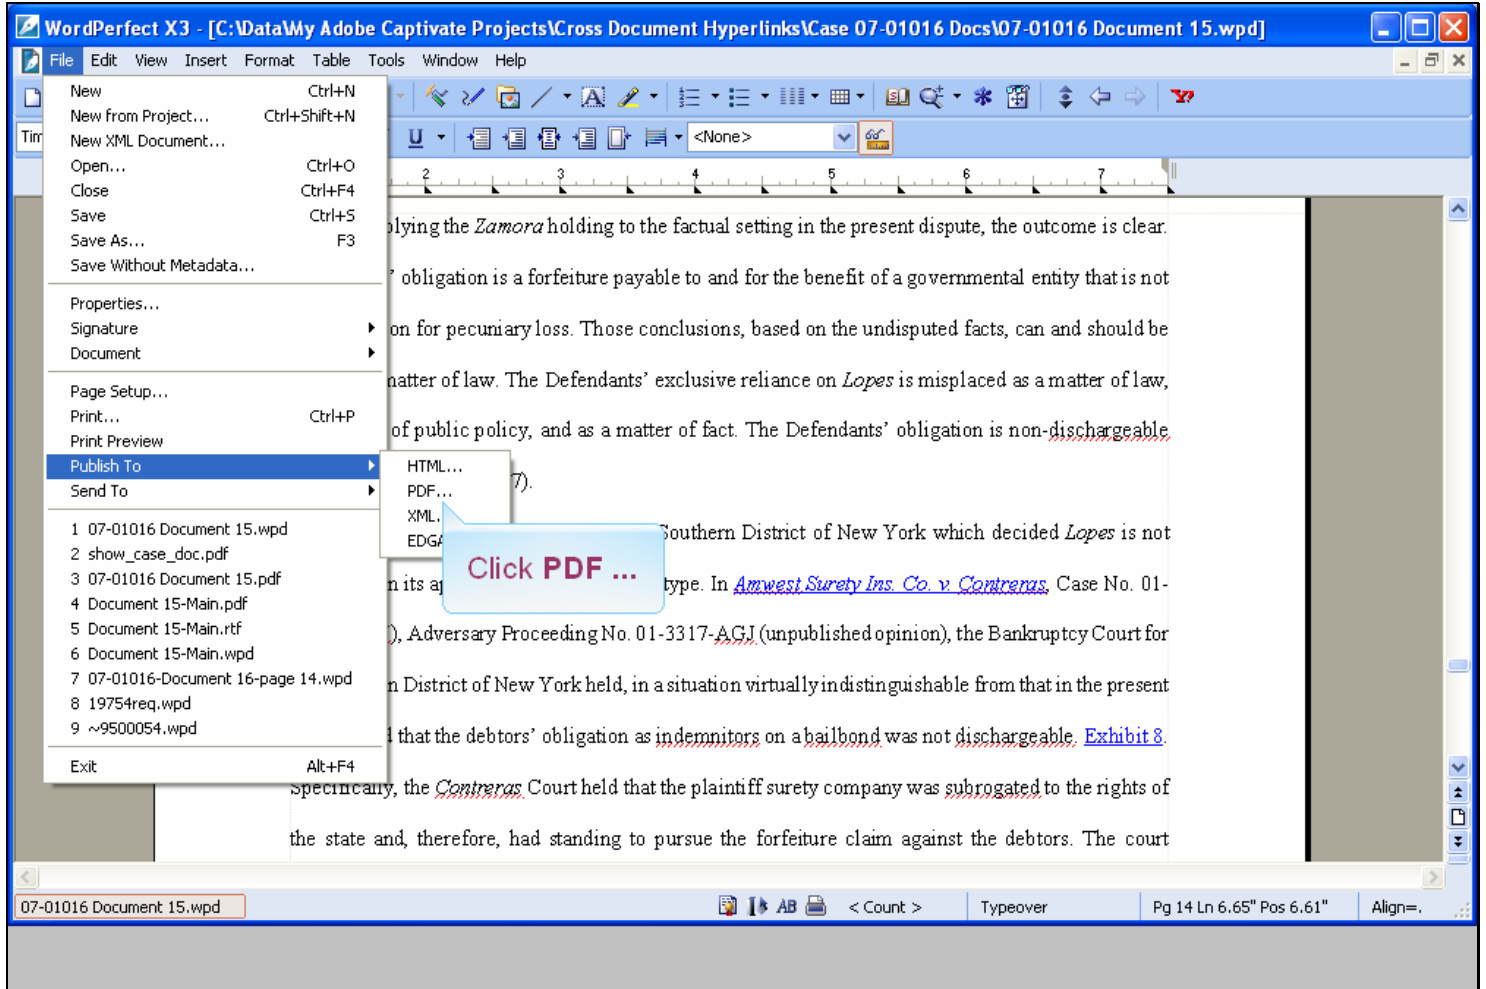 WordPerfect X3 - [C:\Data\My Adobe Captivate Projects\Cross Document Hyperlinks\Case 07-01016 Docs\07-01016 Document 15.wpd]
File Edit View Insert Format Table Tools Window Help
New Ctrl+N
New from Project... Ctrl+Shift+N
New XML Document...
Open... Ctrl+O
Close Ctrl+F4
Save Ctrl+S
Save As... F3
Save Without Metadata...
Properties...
Signature
Document
Page Setup...
Print... Ctrl+P
Print Preview
Publish To
Send To
1 07-01016 Document 15.wpd
2 show_case_doc.pdf
3 07-01016 Document 15.pdf
4 Document 15-Main.pdf
5 Document 15-Main.rtf
6 Document 15-Main.wpd
7 07-01016-Document 16-page 14.wpd
8 19754req.wpd
9 ~9500054.wpd
Exit Alt+F4
HTML...
PDF...
XML.
EDGA
Click PDF ...
Tim
U <None>
2 3 4 5 6 7
plying the Zamora holding to the factual setting in the present dispute, the outcome is clear.
' obligation is a forfeiture payable to and for the benefit of a governmental entity that is not
on for pecuniary loss. Those conclusions, based on the undisputed facts, can and should be
matter of law. The Defendants' exclusive reliance on Lopes is misplaced as a matter of law,
of public policy, and as a matter of fact. The Defendants' obligation is non-dischargeable
7).
Southern District of New York which decided Lopes is not
n its ap type. In Amwest Surety Ins. Co. v. Contreras, Case No. 01-
), Adversary Proceeding No. 01-3317-AGJ (unpublished opinion), the Bankruptcy Court for
n District of New York held, in a situation virtually indistinguishable from that in the present
d that the debtors' obligation as indemnitors on a bailbond was not dischargeable. Exhibit 8.
Specifically, the Contreras Court held that the plaintiff surety company was subrogated to the rights of
the state and, therefore, had standing to pursue the forfeiture claim against the debtors. The court
07-01016 Document 15.wpd AB < Count > Typeover Pg 14 Ln 6.65" Pos 6.61" Align=.